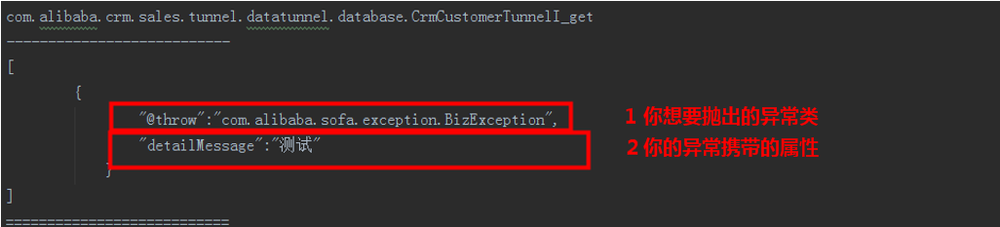 com.alibaba.crm.sales.tunnel.datatunnel.database.CrmCustomerTunnelI_get
---------------------------
[
{
"@throw":"com.alibaba.sofa.exception.BizException", 1 你想要抛出的异常类
"detailMessage":"测试" 2 你的异常携带的属性
}
]
===========================